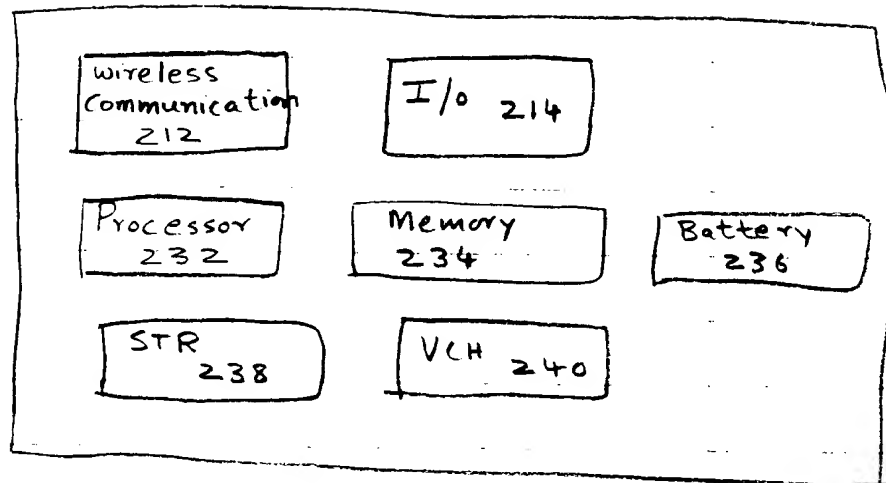 wireless
communication
212
I/o 214
Processor
232
Memory
234
Battery
236
STR
238
VCH 240